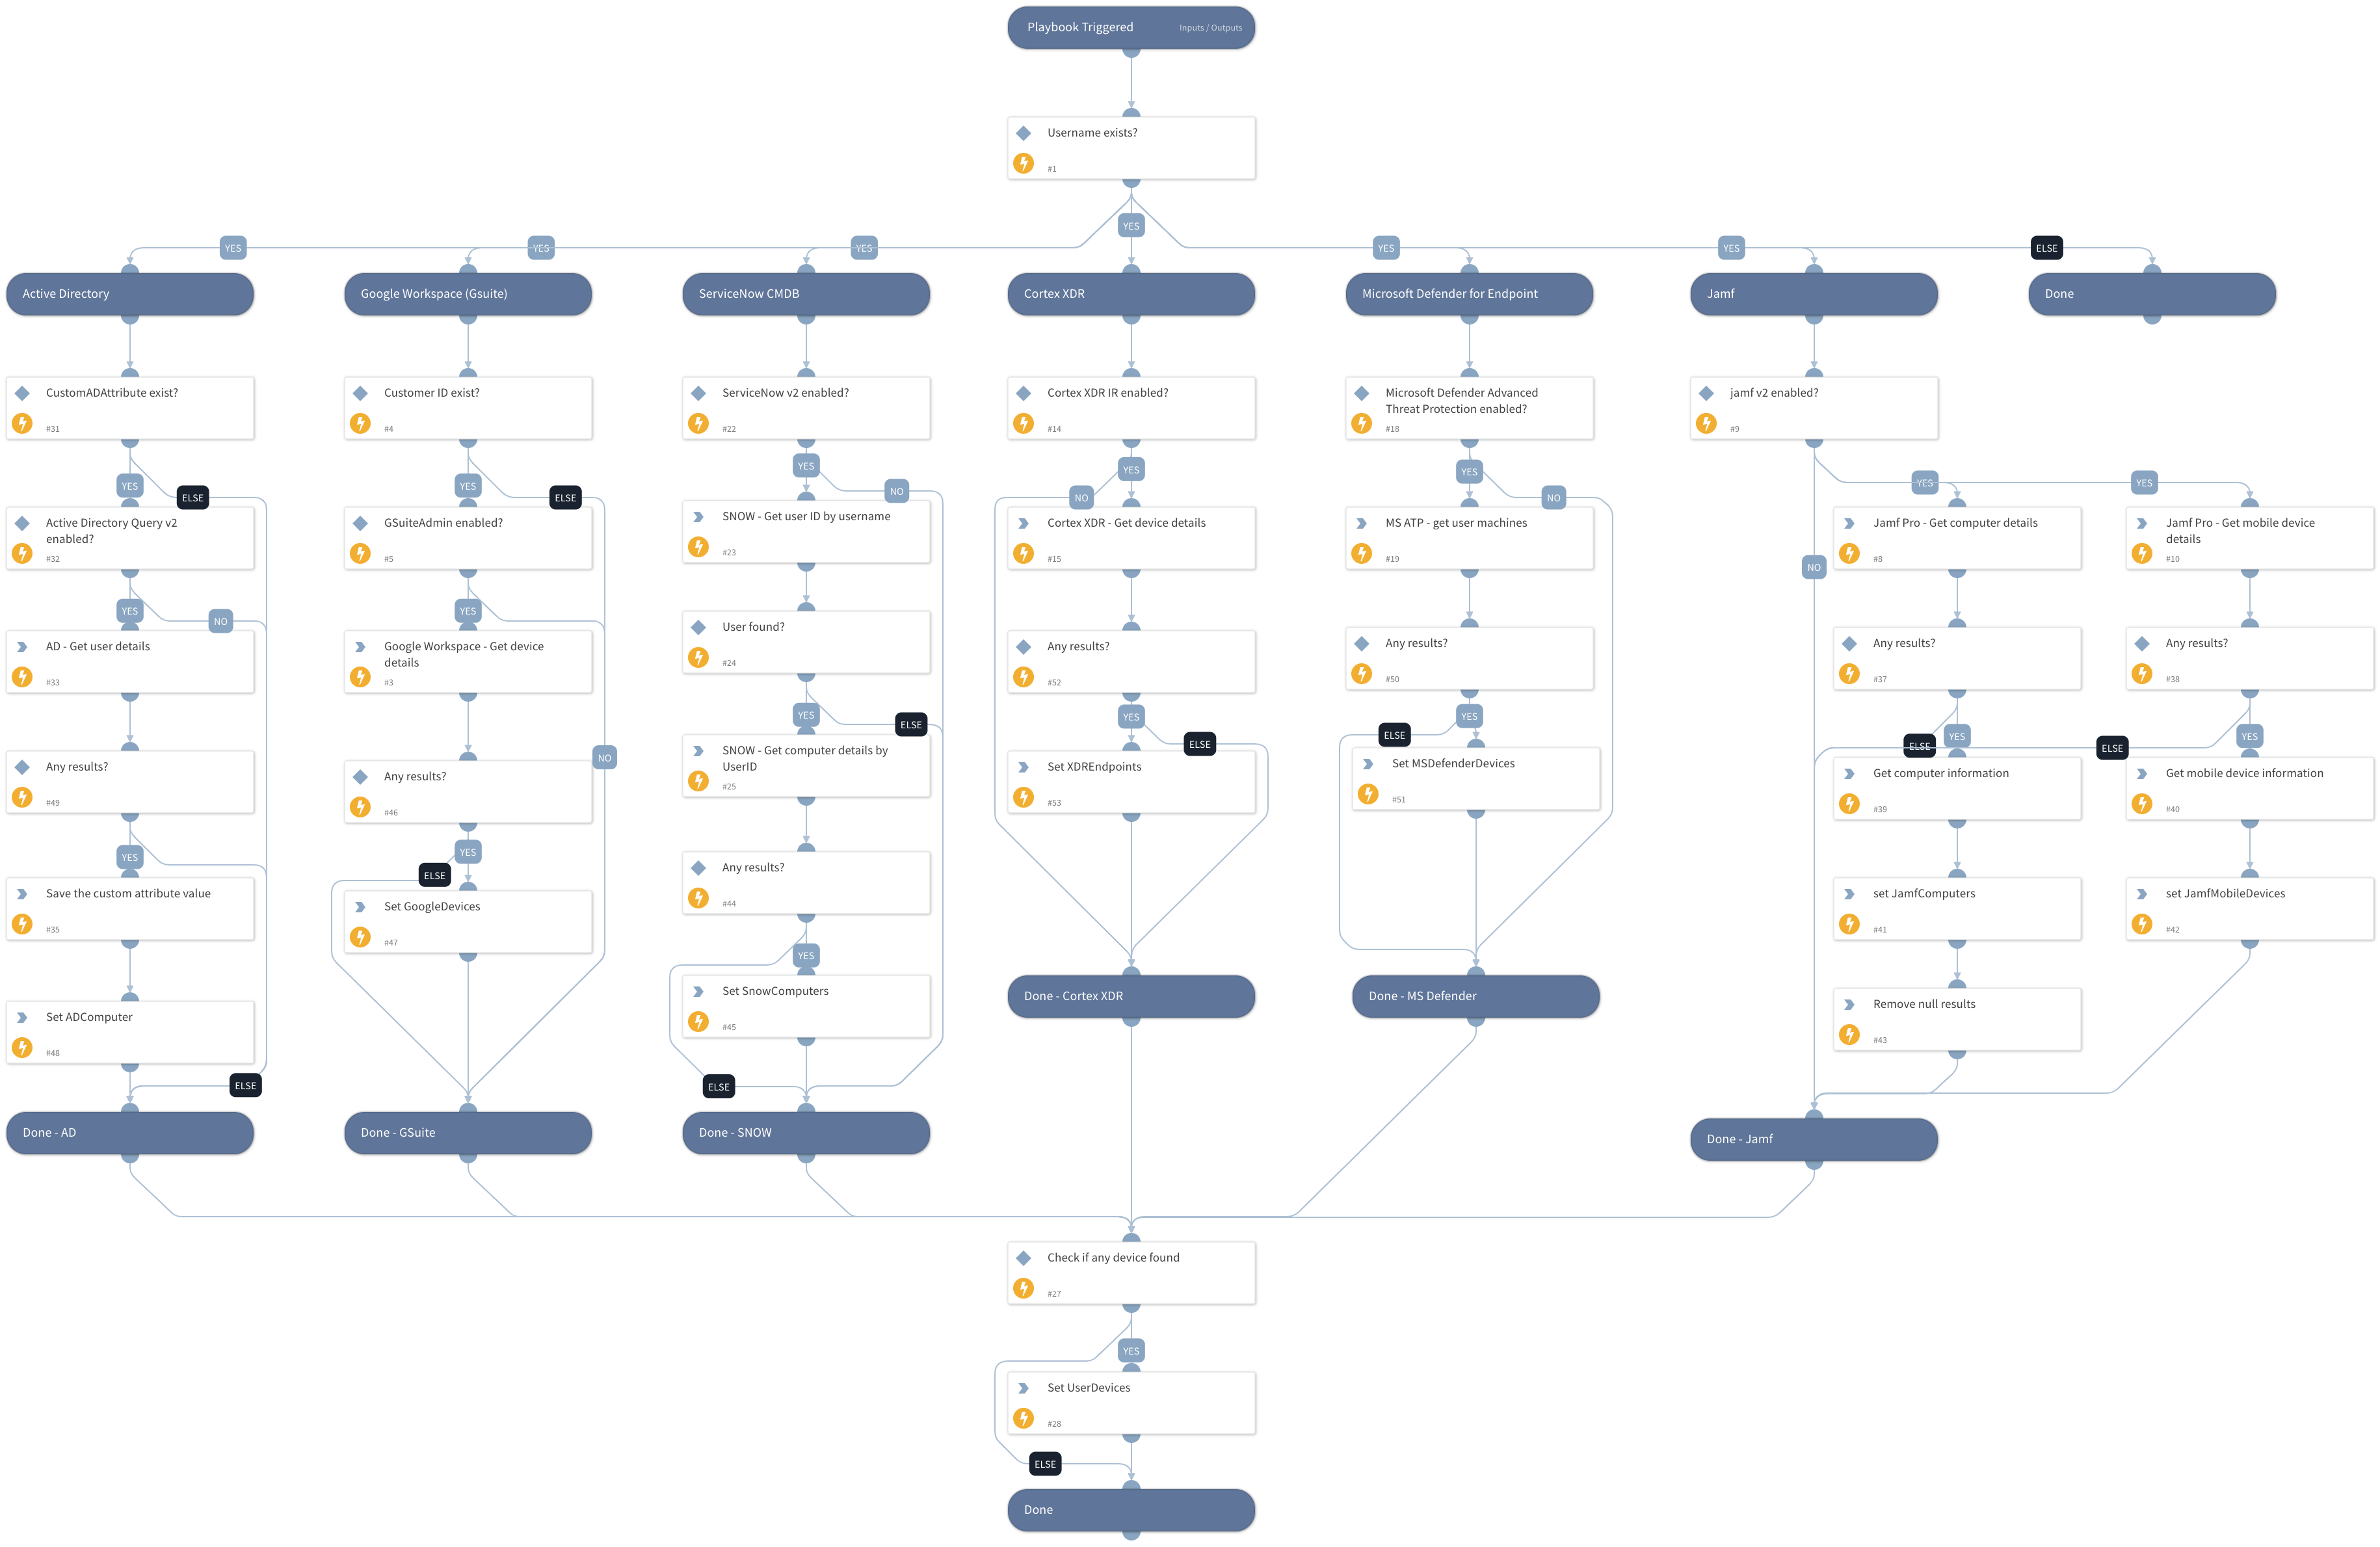 Playbook Triggered
Inputs / Outputs
Username exists?
#1
YES
YES
YES
YES
YES
YES
ELSE
Active Directory
Google Workspace (Gsuite)
ServiceNow CMDB
Cortex XDR
Microsoft Defender for Endpoint
Jamf
Done
CustomADAttribute exist?
#31
Customer ID exist?
#4
ServiceNow v2 enabled?
#22
Cortex XDR IR enabled?
#14
Microsoft Defender Advanced
Threat Protection enabled?
#18
jamf v2 enabled?
#9
YES
ELSE
YES
ELSE
YES
NO
YES
NO
YES
NO
YES
YES
NO
Active Directory Query v2
enabled?
#32
GSuiteAdmin enabled?
#5
SNOW - Get user ID by username
#23
Cortex XDR - Get device details
#15
MS ATP - get user machines
#19
Jamf Pro - Get computer details
#8
Jamf Pro - Get mobile device
details
#10
YES
NO
YES
AD - Get user details
#33
Google Workspace - Get device
details
#3
User found?
#24
Any results?
#52
Any results?
#50
Any results?
#37
Any results?
#38
YES
ELSE
YES
ELSE
YES
ELSE
YES
ELSE
YES
ELSE
NO
Any results?
#49
Any results?
#46
SNOW - Get computer details by
UserID
#25
Set XDREndpoints
#53
Set MSDefenderDevices
#51
Get computer information
#39
Get mobile device information
#40
YES
YES
ELSE
Save the custom attribute value
#35
Set GoogleDevices
#47
Any results?
#44
set JamfComputers
#41
set JamfMobileDevices
#42
YES
Set ADComputer
#48
Set SnowComputers
#45
Done - Cortex XDR
Done - MS Defender
Remove null results
#43
ELSE
ELSE
Done - AD
Done - GSuite
Done - SNOW
Done - Jamf
Check if any device found
#27
YES
Set UserDevices
#28
ELSE
Done